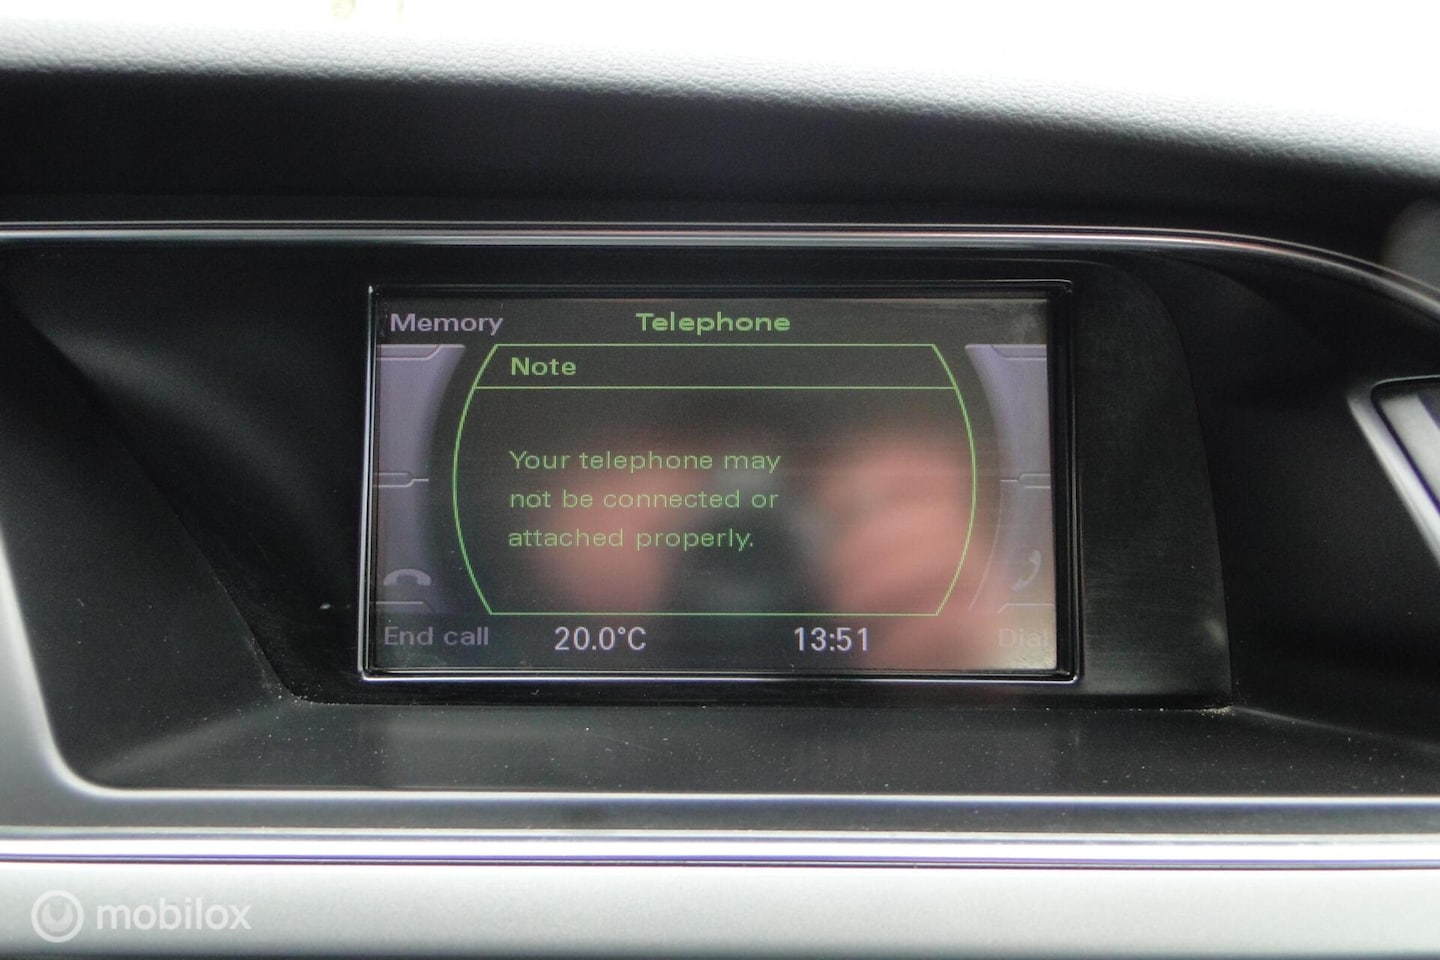 Memory
Telephone
Note
Your telephone may
not be connected or
attached properly.
End call
20.0°C
13:51
Dial
mobilox